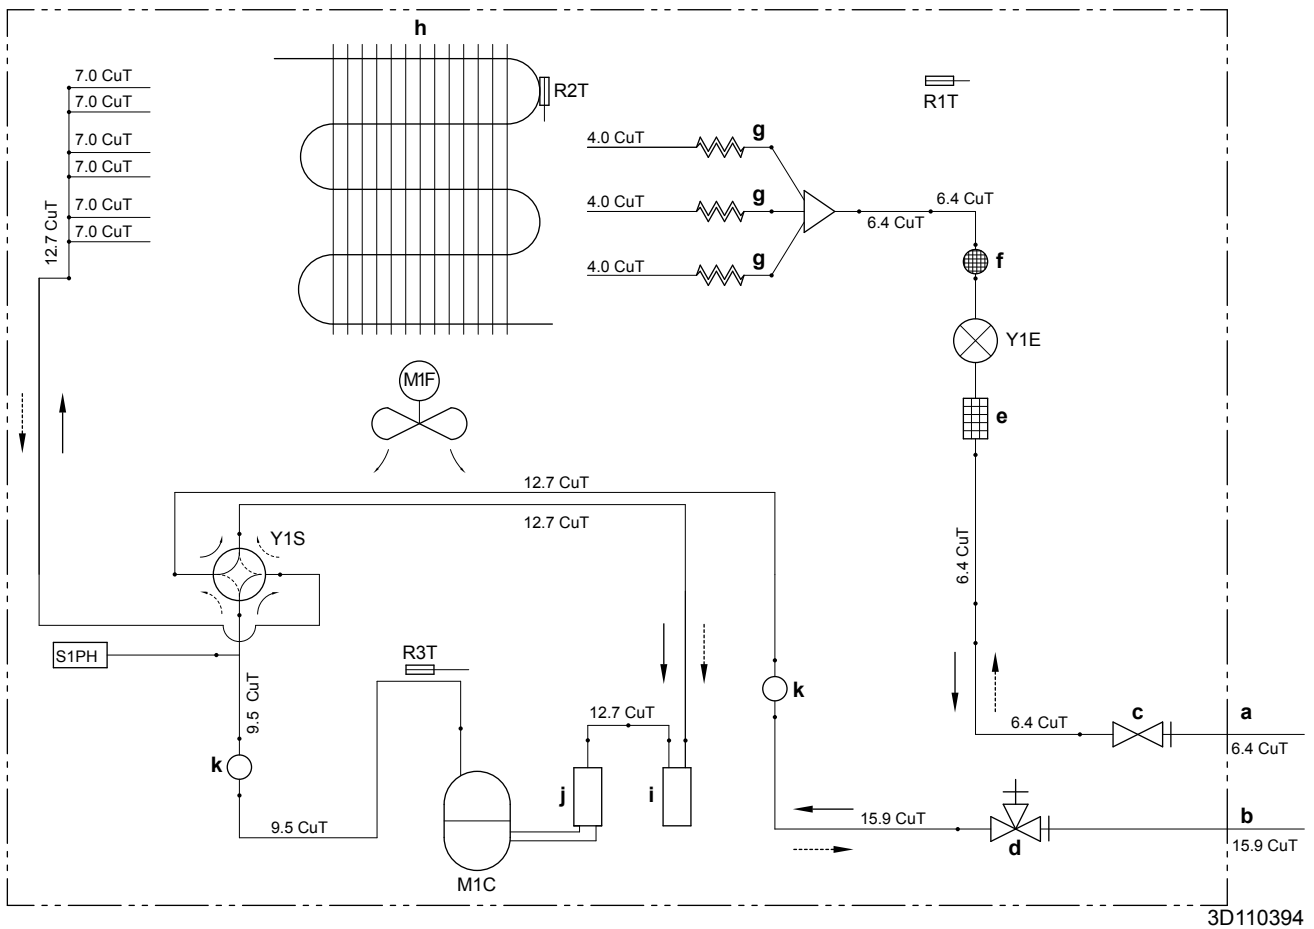 h
7.0 CuT
7.0 CuT
7.0 CuT
7.0 CuT
7.0 CuT
7.0 CuT
12.7 CuT
R2T
R1T
4.0 CuT
g
4.0 CuT
g
4.0 CuT
g
6.4 CuT
6.4 CuT
f
Y1E
e
M1F
12.7 CuT
12.7 CuT
Y1S
6.4 CuT
S1PH
R3T
9.5 CuT
k
k
12.7 CuT
j
i
9.5 CuT
M1C
6.4 CuT
c
a
6.4 CuT
15.9 CuT
d
b
15.9 CuT
3D110394